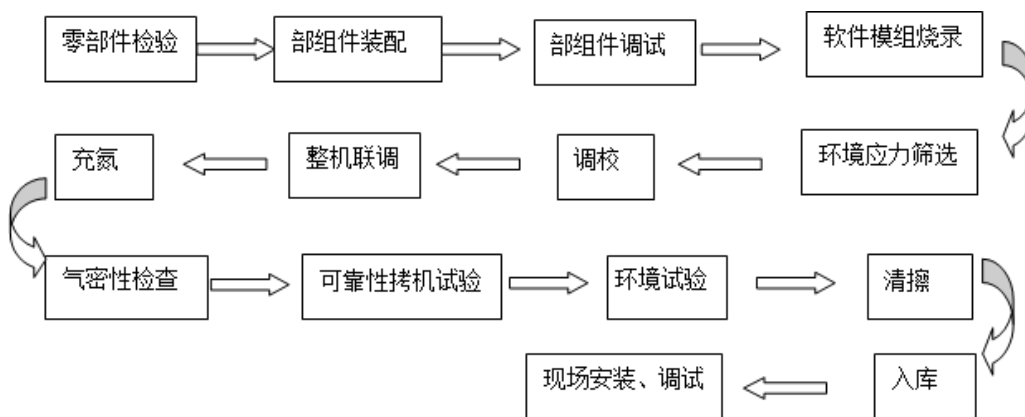 零部件检验
部组件装配
部组件调试
软件模组烧录
环境应力筛选
调校
整机联调
充氮
气密性检查
可靠性拷机试验
环境试验
清擦
入库
现场安装、调试